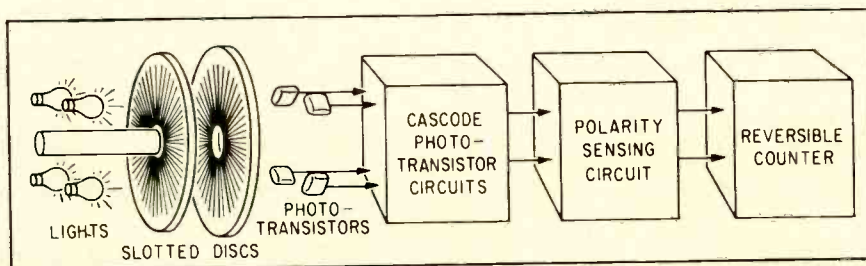 LIGHTS
SLOTTED DISCS
PHOTO-
TRANSISTORS
CASCODE
PHOTO-
TRANSISTOR
CIRCUITS
POLARITY
SENSING
CIRCUIT
REVERSIBLE
COUNTER